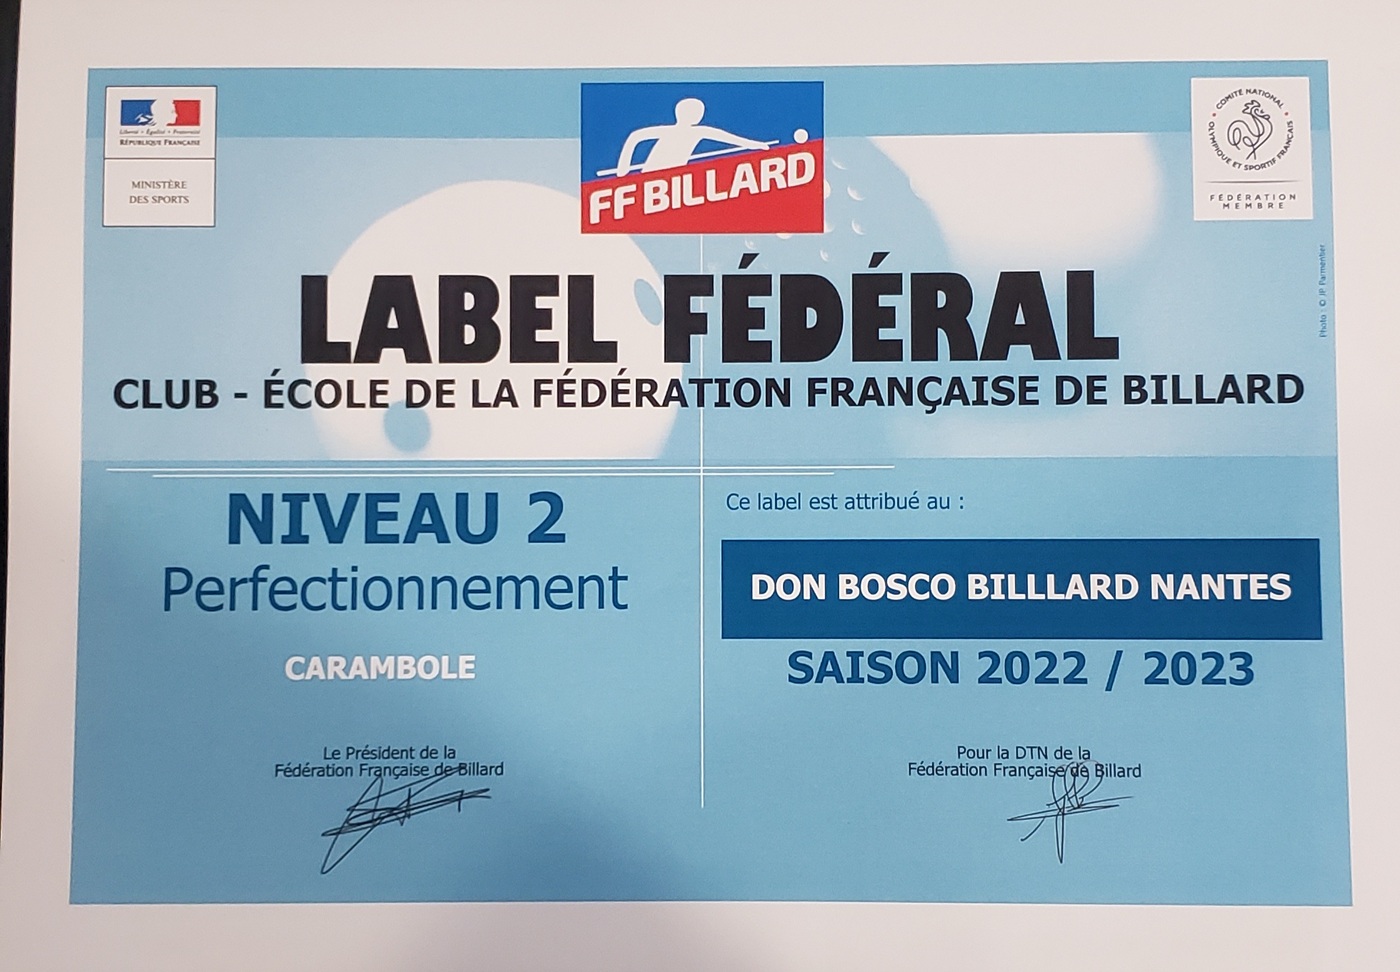 Liberté • Égalité • Fraternité
RÉPUBLIQUE FRANÇAISE
MINISTÈRE
DES SPORTS
FF BILLARD
COMITÉ NATIONAL
OLYMPIQUE ET SPORTIF FRANÇAIS
FÉDÉRATION
MEMBRE
Photo : © JP Parmentier
LABEL FÉDÉRAL
CLUB - ÉCOLE DE LA FÉDÉRATION FRANÇAISE DE BILLARD
NIVEAU 2
Perfectionnement
CARAMBOLE
Ce label est attribué au :
DON BOSCO BILLLARD NANTES
SAISON 2022 / 2023
Le Président de la
Fédération Française de Billard
Pour la DTN de la
Fédération Française de Billard